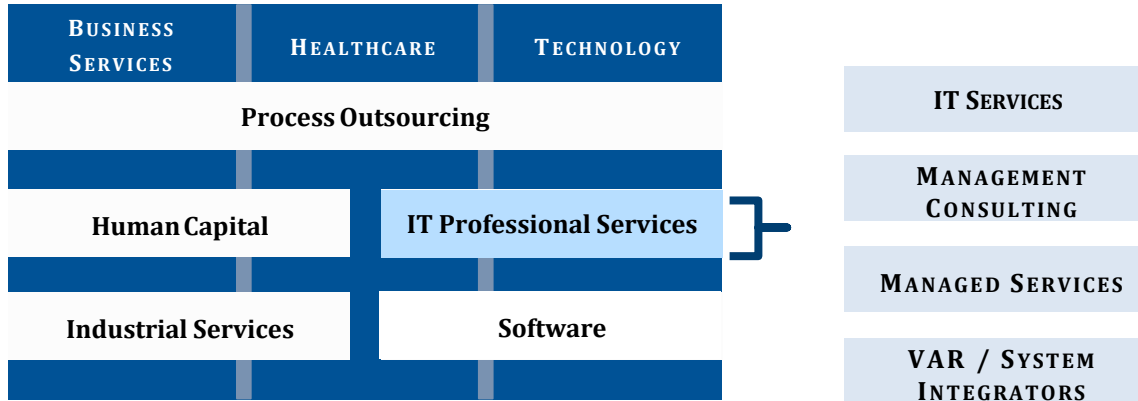 BUSINESS
SERVICES
HEALTHCARE
TECHNOLOGY
Process Outsourcing
Human Capital
IT Professional Services
Industrial Services
Software
IT SERVICES
MANAGEMENT
CONSULTING
MANAGED SERVICES
VAR / SYSTEM
INTEGRATORS